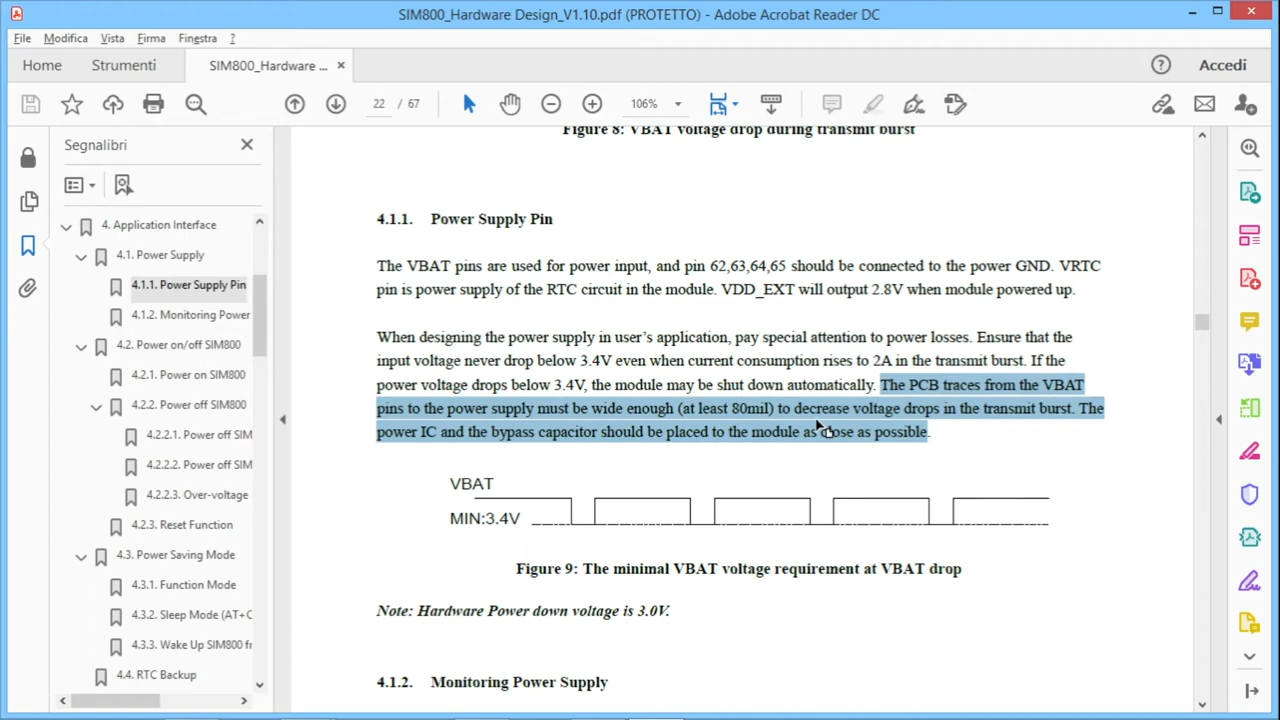 SIM800_Hardware Design_V1.10.pdf (PROTETTO) - Adobe Acrobat Reader DC
File Modifica Vista Firma Finestra ?
Home Strumenti SIM800_Hardware ... × Accedi
22 / 67 106%
Segnalibri
4. Application Interface
4.1. Power Supply
4.1.1. Power Supply Pin
4.1.2. Monitoring Power
4.2. Power on/off SIM800
4.2.1. Power on SIM800
4.2.2. Power off SIM800
4.2.2.1. Power off SIM
4.2.2.2. Power off SIM
4.2.2.3. Over-voltage
4.2.3. Reset Function
4.3. Power Saving Mode
4.3.1. Function Mode
4.3.2. Sleep Mode (AT+C
4.3.3. Wake Up SIM800 fr
4.4. RTC Backup
Figure 8: VBAT voltage drop during transmit burst
4.1.1. Power Supply Pin
The VBAT pins are used for power input, and pin 62,63,64,65 should be connected to the power GND. VRTC
pin is power supply of the RTC circuit in the module. VDD_EXT will output 2.8V when module powered up.
When designing the power supply in user's application, pay special attention to power losses. Ensure that the
input voltage never drop below 3.4V even when current consumption rises to 2A in the transmit burst. If the
power voltage drops below 3.4V, the module may be shut down automatically. The PCB traces from the VBAT
pins to the power supply must be wide enough (at least 80mil) to decrease voltage drops in the transmit burst. The
power IC and the bypass capacitor should be placed to the module as close as possible.
VBAT
MIN:3.4V
Figure 9: The minimal VBAT voltage requirement at VBAT drop
Note: Hardware Power down voltage is 3.0V.
4.1.2. Monitoring Power Supply